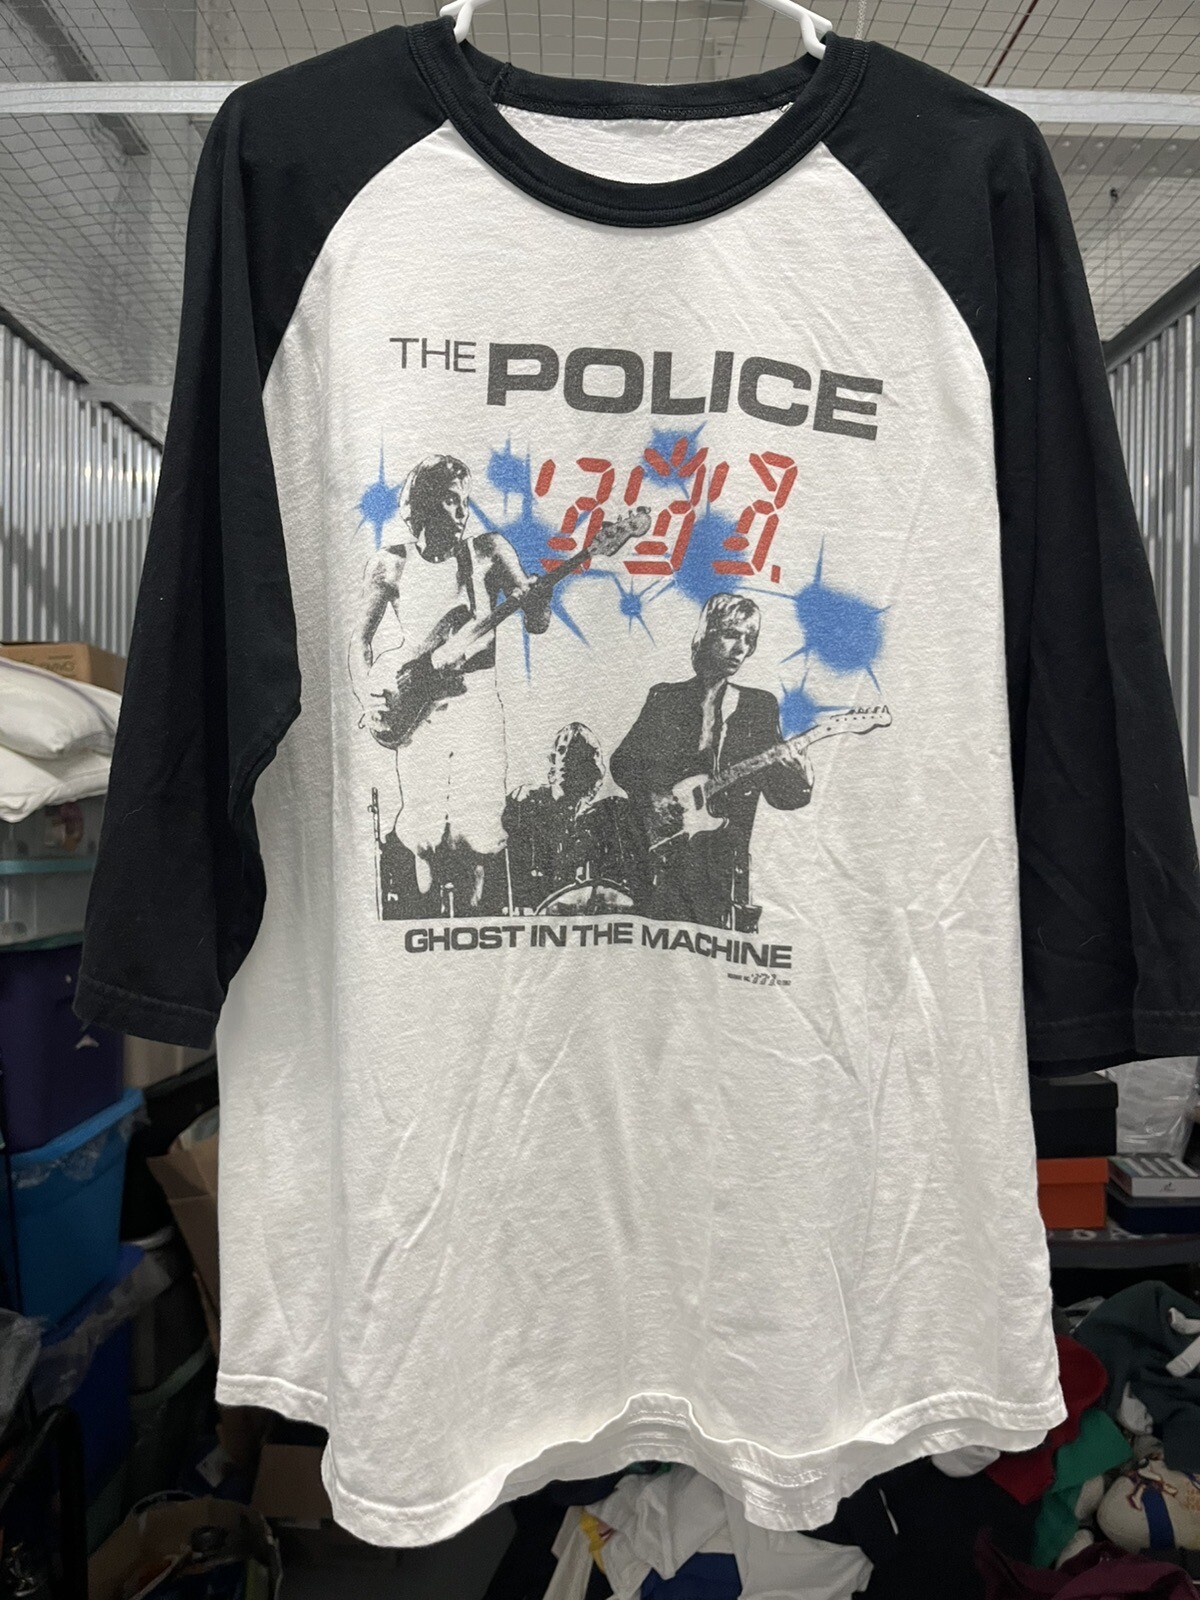 THE POLICE
GHOST IN THE MACHINE